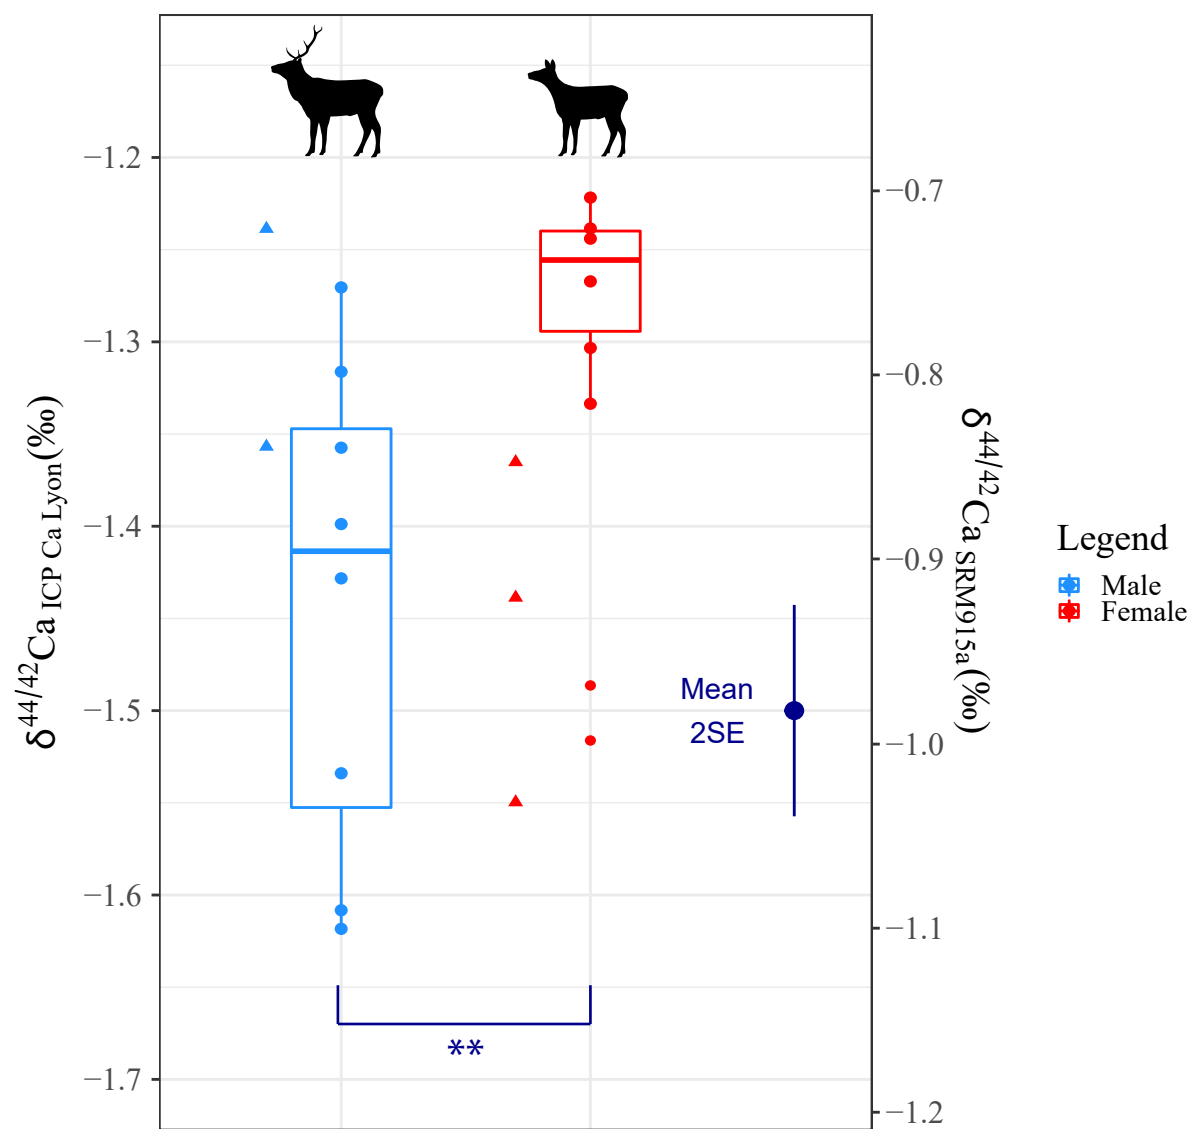 −1.2
−1.3
−1.4
−1.5
−1.6
−1.7
δ44/42Ca ICP Ca Lyon(‰)
Mean
2SE
**
−0.7
−0.8
−0.9
−1.0
−1.1
−1.2
δ44/42Ca SRM915a(‰)
Legend
Male
Female